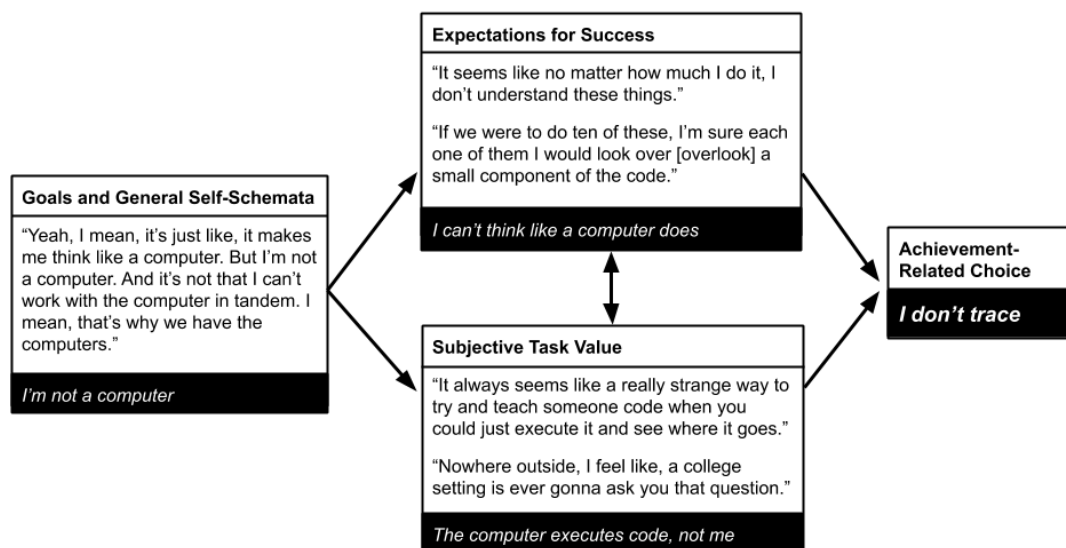 Expectations for Success
“It seems like no matter how much I do it, I
don’t understand these things.”
“If we were to do ten of these, I’m sure each
one of them I would look over [overlook] a
small component of the code.”
I can’t think like a computer does
Goals and General Self-Schemata
“Yeah, I mean, it’s just like, it makes
me think like a computer. But I’m not
a computer. And it’s not that I can’t
work with the computer in tandem. I
mean, that’s why we have the
computers.”
I’m not a computer
Subjective Task Value
“It always seems like a really strange way to
try and teach someone code when you
could just execute it and see where it goes.”
“Nowhere outside, I feel like, a college
setting is ever gonna ask you that question.”
The computer executes code, not me
Achievement-
Related Choice
I don’t trace